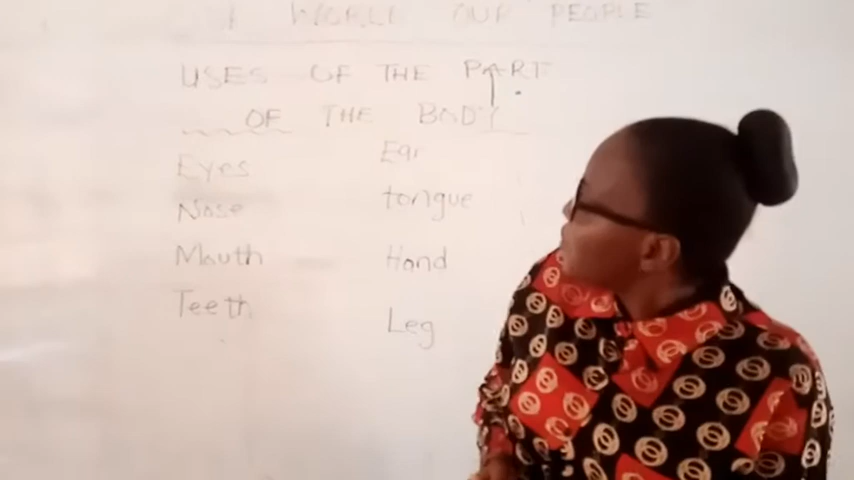 WORLD OUR PEOPLE
USES OF THE PART
OF THE BODY
Eyes Ear
Nose tongue
Mouth Hand
Teeth Leg